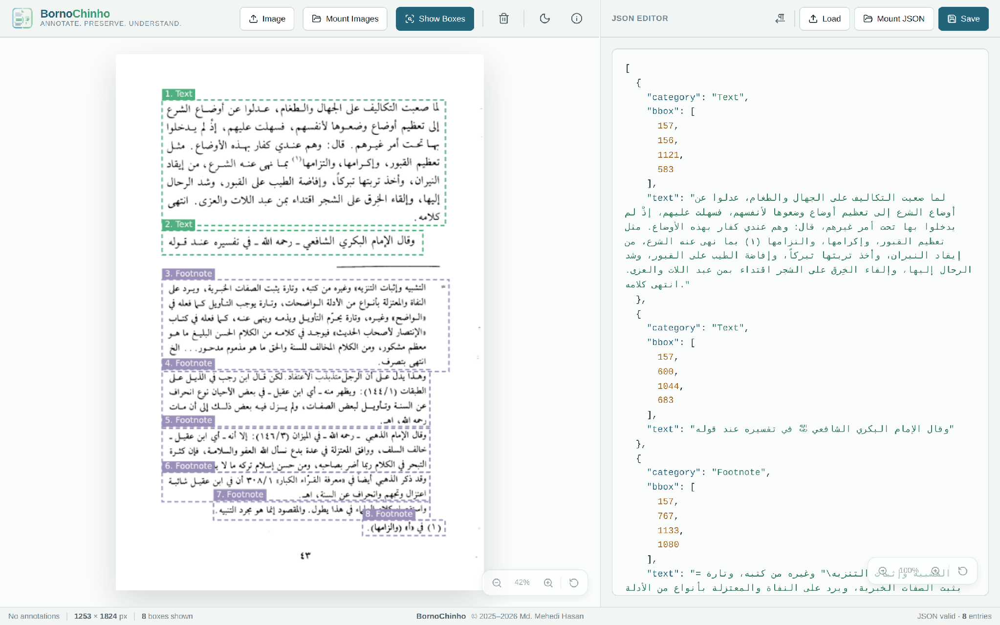 BornoChinho
ANNOTATE. PRESERVE. UNDERSTAND.
Image
Mount Images
Show Boxes
1. Text
لما صعبت التكاليف على الجهال والطغام، عدلوا عن أوضاع الشرع
إلى تعظيم أوضاع وضعوها لأنفسهم، فسهلت عليهم، إذْ لم يدخلوا
بها تحت أمر غيرهم. قال: وهم عندي كفار بهذه الأوضاع. مثل
تعظيم القبور، وإكرامها، والتزامها(١) بما نهى عنه الشرع، من إيقاد
النيران، وأخذ تربتها تبركاً، وإفاضة الطيب على القبور، وشد الرحال
إليها، وإلقاء الخِرق على الشجر اقتداء بمن عبد اللات والعزى. انتهى
كلامه.
2. Text
وقال الإمام البكري الشافعي ـ رحمه الله ـ في تفسيره عند قوله
3. Footnote
= التشبيه وإثبات التنزيه» وغيره من كتبه، وتارة يثبت الصفات الخبرية، ويرد على
النفاة والمعتزلة بأنواع من الأدلة الواضحات، وتارة يوجب التأويل كما فعله في
«الواضح» وغيره، وتارة يحرّم التأويل ويذمه وينهى عنه، كما فعله في كتاب
«الإنتصار لأصحاب الحديث» فيوجد في كلامه من الكلام الحسن البليغ ما هو
معظم مشكور، ومن الكلام المخالف للسنة والحق ما هو مذموم مدحور... الخ
انتهى بتصرف.
4. Footnote
وهذا يدل على أن الرجل متذبذب الاعتقاد. لكن قال ابن رجب في الذيل على
الطبقات (١٤٤/١): ويظهر منه ـ أي ابن عقيل ـ في بعض الأحيان نوع انحراف
عن السنة وتأويل لبعض الصفات، ولم يزل فيه بعض ذلك إلى أن مات
رحمه الله، اهـ.
5. Footnote
وقال الإمام الذهبي ـ رحمه الله ـ في الميزان (١٤٦/٣): إلا أنه ـ أي ابن عقيل ـ
خالف السلف، ووافق المعتزلة في عدة بدع نسأل الله العفو والسلامة، فإن كثرة
التبحر في الكلام ربما أضر بصاحبه، ومن حسن إسلام تركه ما لا
6. Footnote
وقد ذكر الذهبي أيضاً في «معرفة القرّاء الكبار» ٣٠٨/١ أن في ابن عقيل شائبة
اعتزال وتجهم وانحراف عن السنة، اهـ.
7. Footnote
في هذا يطول. والمقصود إنما هو مجرد التنبيه.
8. Footnote
(١) في «أ» (والزامها).
٤٣
42%
No annotations
1253 × 1824 px
8 boxes shown
BornoChinho © 2025–2026 Md. Mehedi Hasan
JSON EDITOR
Load
Mount JSON
Save
[
{
"category": "Text",
"bbox": [
157,
156,
1121,
583
],
"text": "لما صعبت التكاليف على الجهال والطغام، عدلوا عن
أوضاع الشرع إلى تعظيم أوضاع وضعوها لأنفسهم، فسهلت عليهم، إذْ لم
يدخلوا بها تحت أمر غيرهم، قال: وهم عندي كفار بهذه الأوضاع. مثل
تعظيم القبور، وإكرامها، والتزامها (١) بما نهى عنه الشرع، من
إيقاد النيران، وأخذ تربتها تبركاً، وإفاضة الطيب على القبور، وشد
الرحال إليها، وإلقاء الخِرق على الشجر اقتداء بمن عبد اللات والعزى.
انتهى كلامه."
},
{
"category": "Text",
"bbox": [
157,
600,
1044,
683
],
"text": "وقال الإمام البكري الشافعي ﷫ في تفسيره عند قوله"
},
{
"category": "Footnote",
"bbox": [
157,
767,
1133,
1080
],
"text": "= التشبيه وإثبات التنزيه\" وغيره من كتبه، وتارة
يثبت الصفات الخبرية، ويرد على النفاة والمعتزلة بأنواع من الأدلة
100%
JSON valid · 8 entries